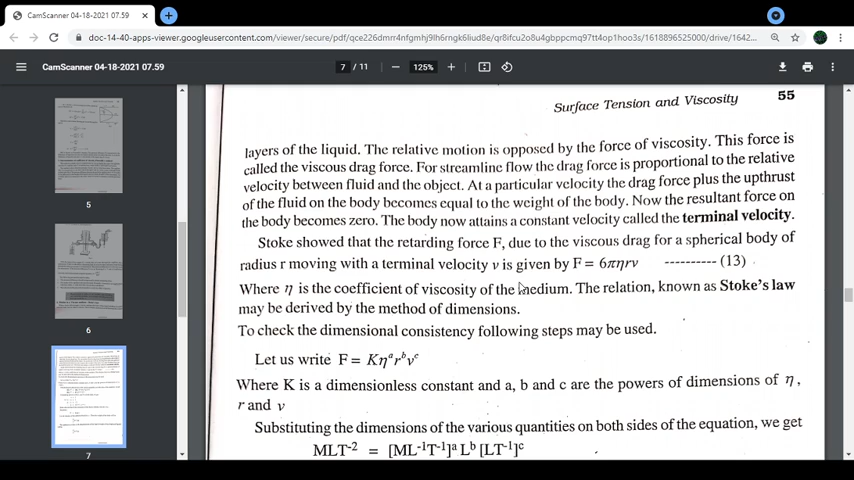 CamScanner 04-18-2021 07.59
doc-14-40-apps-viewer.googleusercontent.com/viewer/secure/pdf/qce226dmrr4nfgmhj9lh6rngk6liud8e/qr8ifcu2o8u4gbppcmq97tt4op1hoo3s/1618896525000/drive/1642...
CamScanner 04-18-2021 07.59
7 / 11
125%
5
6
7
Surface Tension and Viscosity 55
layers of the liquid. The relative motion is opposed by the force of viscosity. This force is
called the viscous drag force. For streamline flow the drag force is proportional to the relative
velocity between fluid and the object. At a particular velocity the drag force plus the upthrust
of the fluid on the body becomes equal to the weight of the body. Now the resultant force on
the body becomes zero. The body now attains a constant velocity called the terminal velocity.
Stoke showed that the retarding force F, due to the viscous drag for a spherical body of
radius r moving with a terminal velocity v is given by F = 6πηrv ---------- (13)
Where η is the coefficient of viscosity of the medium. The relation, known as Stoke's law
may be derived by the method of dimensions.
To check the dimensional consistency following steps may be used.
Let us write F = Kηᵃrᵇvᶜ
Where K is a dimensionless constant and a, b and c are the powers of dimensions of η,
r and v
Substituting the dimensions of the various quantities on both sides of the equation, we get
MLT⁻² = [ML⁻¹T⁻¹]ᵃ Lᵇ [LT⁻¹]ᶜ